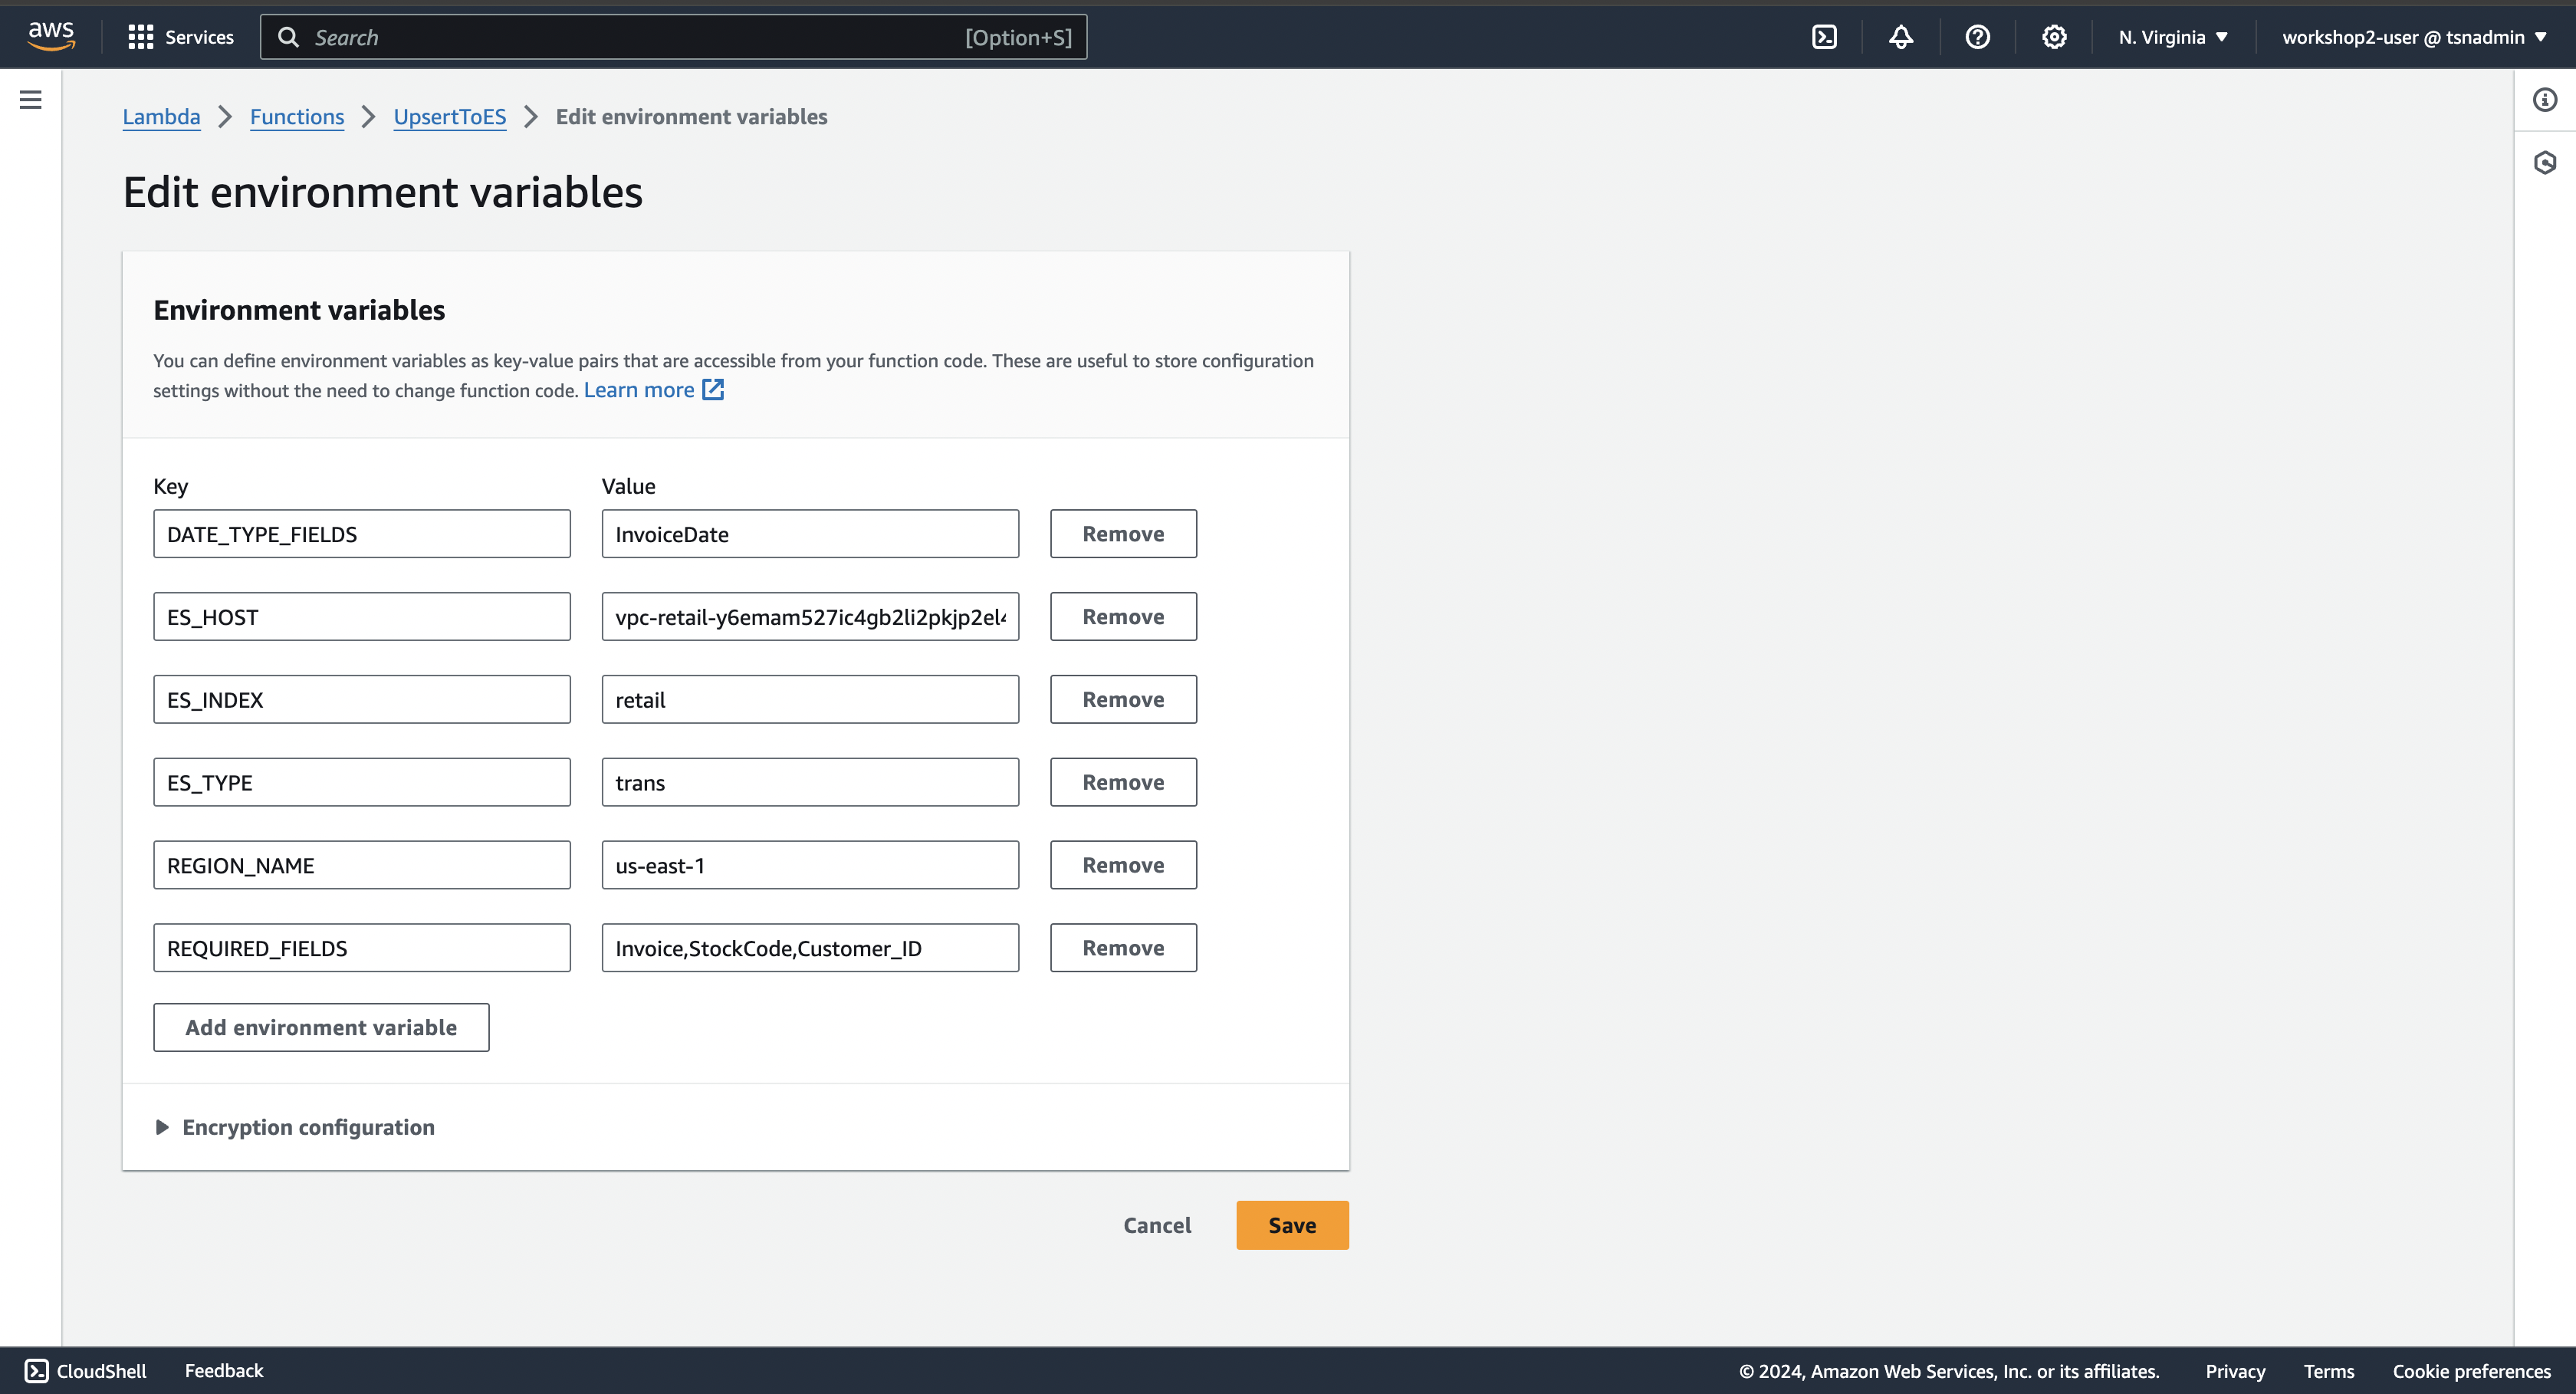 aws Services Search [Option+S] N. Virginia workshop2-user @ tsnadmin
Lambda Functions UpsertToES Edit environment variables
Edit environment variables
Environment variables
You can define environment variables as key-value pairs that are accessible from your function code. These are useful to store configuration
settings without the need to change function code. Learn more
Key Value
DATE_TYPE_FIELDS InvoiceDate Remove
ES_HOST vpc-retail-y6emam527ic4gb2li2pkjp2el4 Remove
ES_INDEX retail Remove
ES_TYPE trans Remove
REGION_NAME us-east-1 Remove
REQUIRED_FIELDS Invoice,StockCode,Customer_ID Remove
Add environment variable
Encryption configuration
Cancel Save
CloudShell Feedback © 2024, Amazon Web Services, Inc. or its affiliates. Privacy Terms Cookie preferences